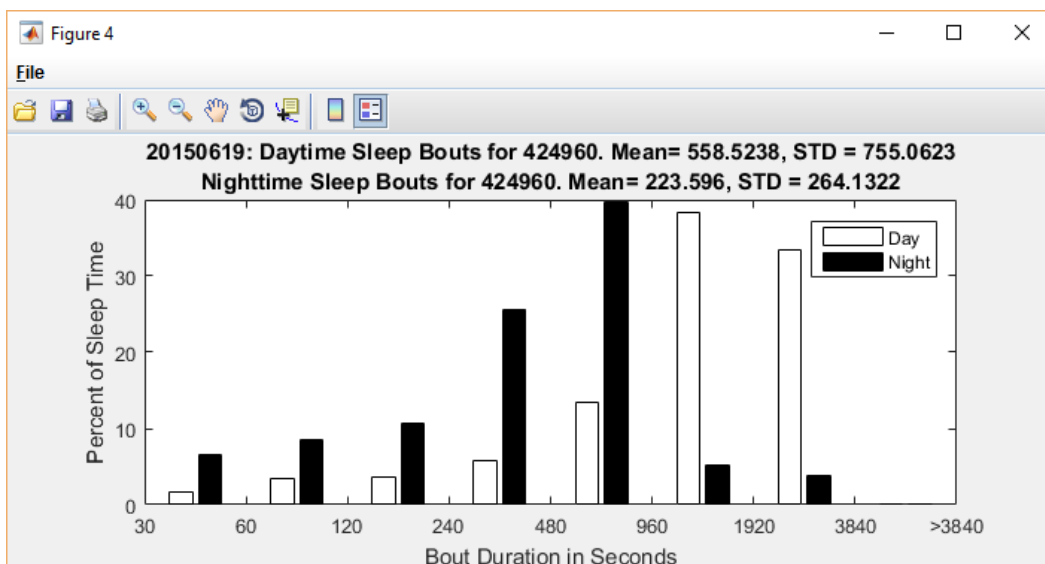 Figure 4
File
20150619: Daytime Sleep Bouts for 424960. Mean= 558.5238, STD = 755.0623
Nighttime Sleep Bouts for 424960. Mean= 223.596, STD = 264.1322
Percent of Sleep Time
40
30
20
10
0
Day
Night
30 60 120 240 480 960 1920 3840 >3840
Bout Duration in Seconds